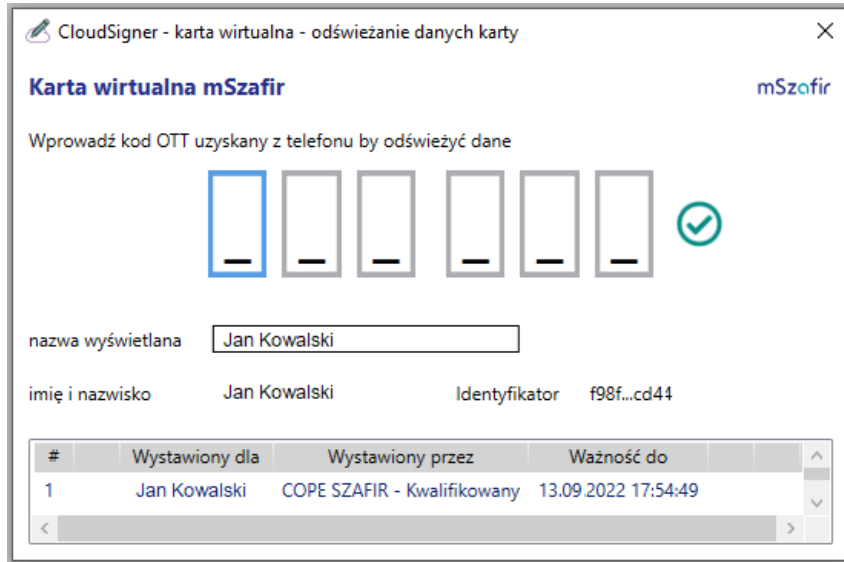 CloudSigner - karta wirtualna - odświeżanie danych karty
Karta wirtualna mSzafir mSzafir
Wprowadź kod OTT uzyskany z telefonu by odświeżyć dane
nazwa wyświetlana Jan Kowalski
imię i nazwisko Jan Kowalski Identyfikator f98f...cd44
# Wystawiony dla Wystawiony przez Ważność do
1 Jan Kowalski COPE SZAFIR - Kwalifikowany 13.09.2022 17:54:49